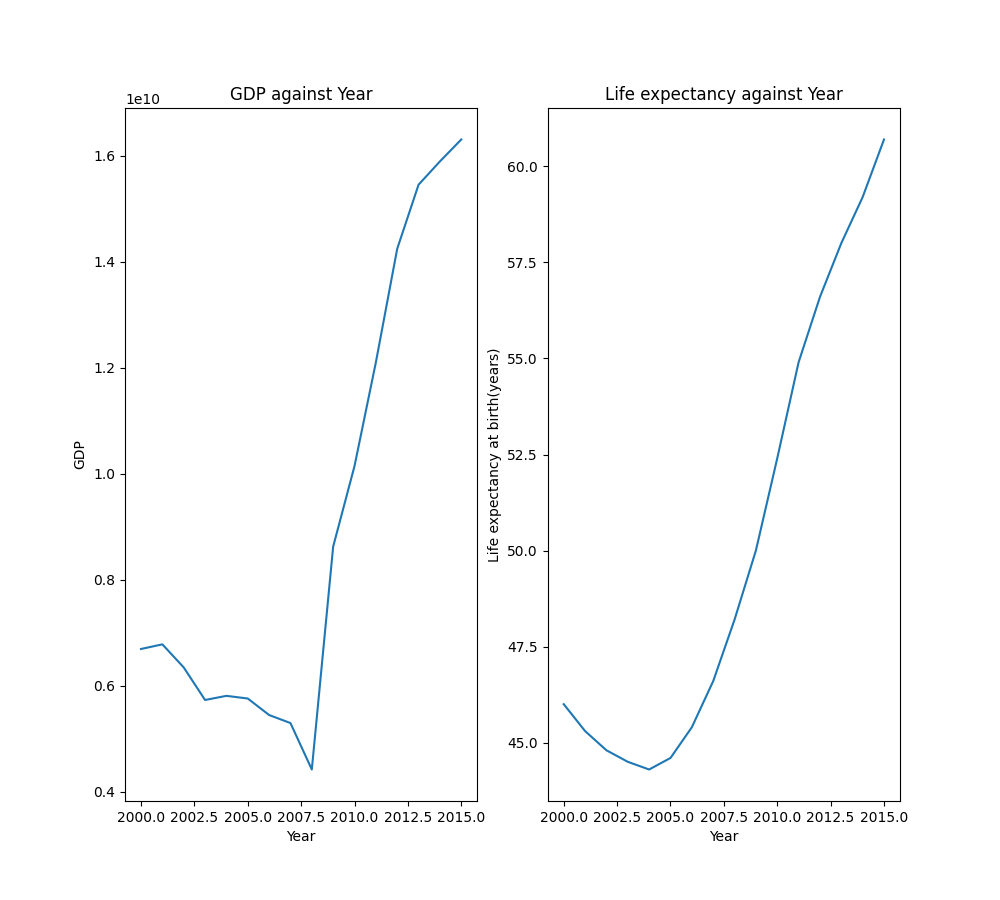 GDP against Year
1e10
1.6
1.4
1.2
1.0
0.8
0.6
0.4
GDP
2000.0 2002.5 2005.0 2007.5 2010.0 2012.5 2015.0
Year
Life expectancy against Year
60.0
57.5
55.0
52.5
50.0
47.5
45.0
Life expectancy at birth(years)
2000.0 2002.5 2005.0 2007.5 2010.0 2012.5 2015.0
Year